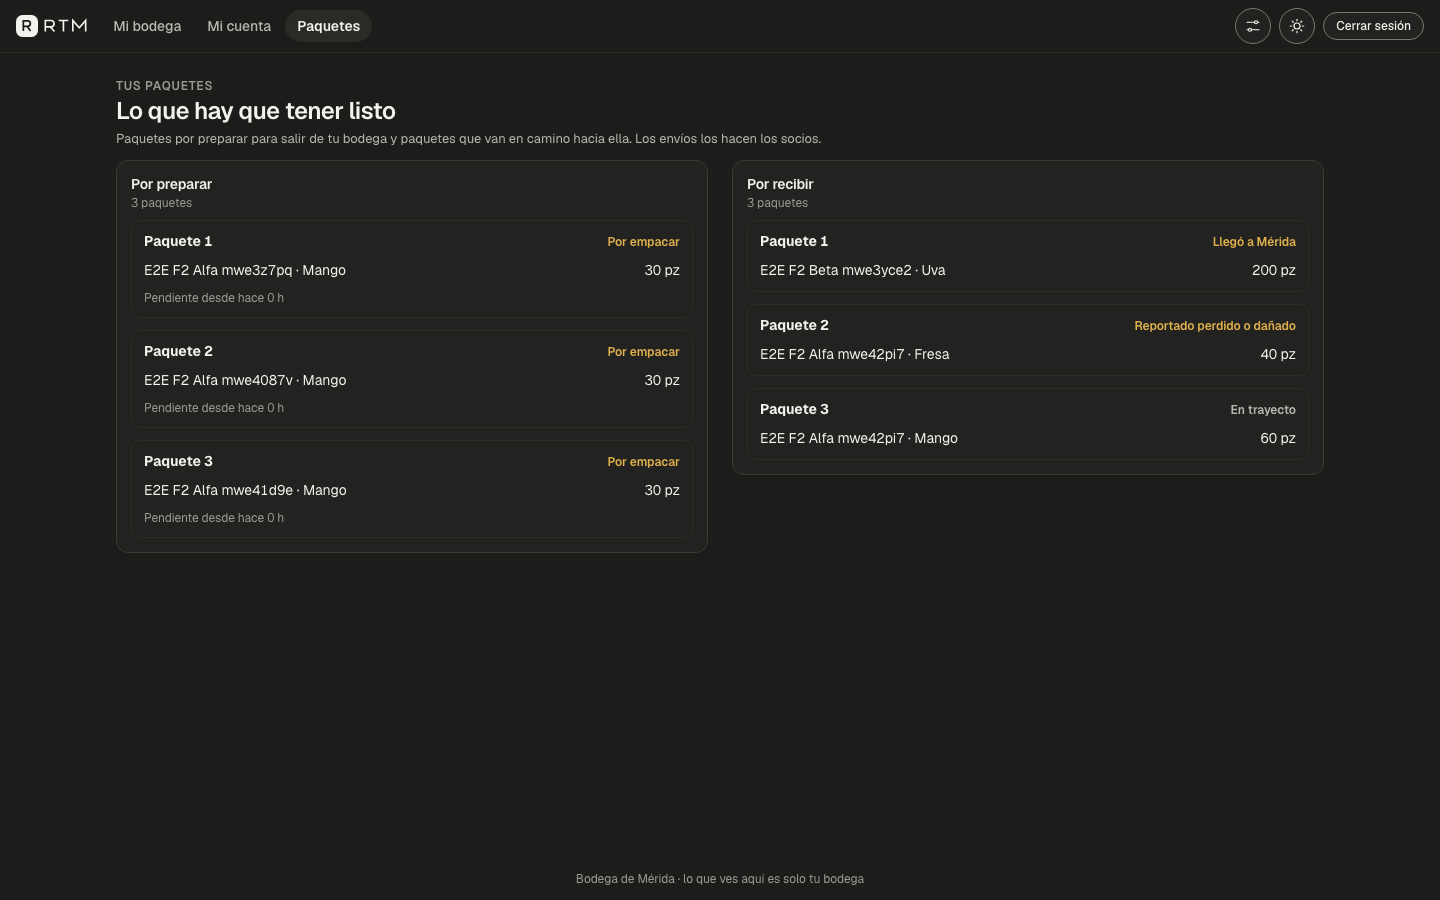 R RTM Mi bodega Mi cuenta Paquetes Cerrar sesión
TUS PAQUETES
Lo que hay que tener listo
Paquetes por preparar para salir de tu bodega y paquetes que van en camino hacia ella. Los envíos los hacen los socios.
Por preparar
3 paquetes
Paquete 1 Por empacar
E2E F2 Alfa mwe3z7pq · Mango 30 pz
Pendiente desde hace 0 h
Paquete 2 Por empacar
E2E F2 Alfa mwe4087v · Mango 30 pz
Pendiente desde hace 0 h
Paquete 3 Por empacar
E2E F2 Alfa mwe41d9e · Mango 30 pz
Pendiente desde hace 0 h
Por recibir
3 paquetes
Paquete 1 Llegó a Mérida
E2E F2 Beta mwe3yce2 · Uva 200 pz
Paquete 2 Reportado perdido o dañado
E2E F2 Alfa mwe42pi7 · Fresa 40 pz
Paquete 3 En trayecto
E2E F2 Alfa mwe42pi7 · Mango 60 pz
Bodega de Mérida · lo que ves aquí es solo tu bodega